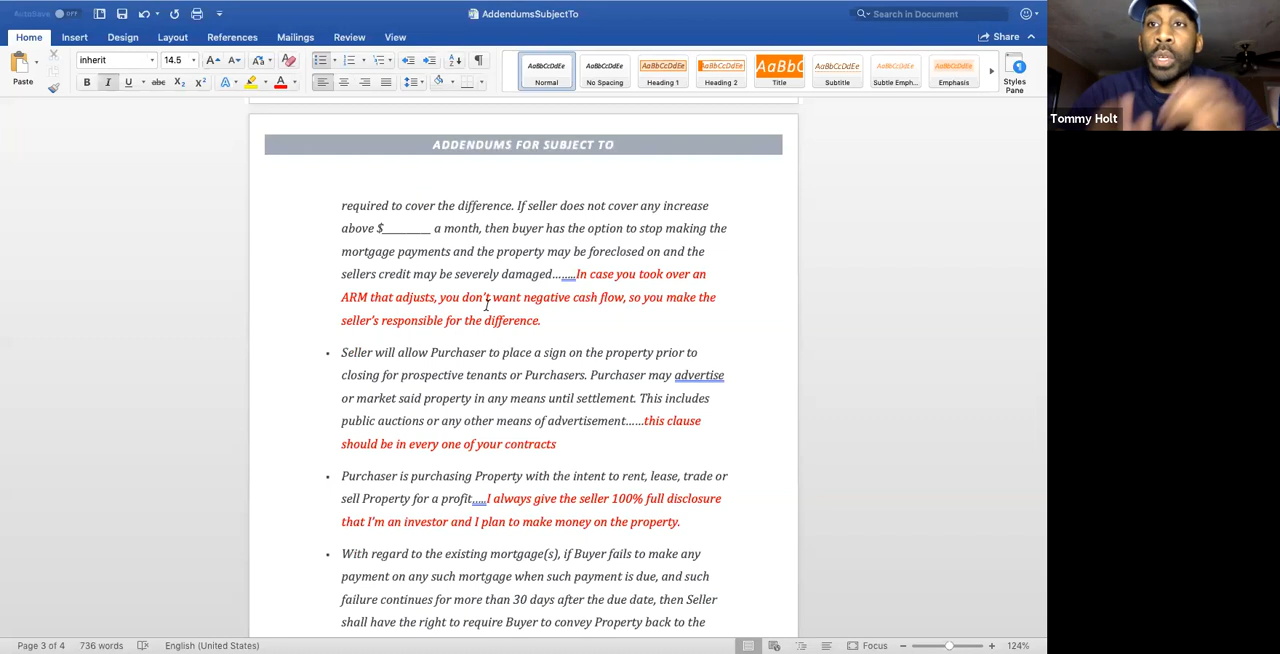 AutoSave OFF
AddendumsSubjectTo
Search in Document
Home Insert Design Layout References Mailings Review View
Share
Paste
inherit 14.5
B I U abc X₂ X²
AaBbCcDdEe AaBbCcDdEe AaBbCcDdEe AaBbCcDdEe AaBbC AaBbCcDdEe AaBbCcDdEe AaBbCcDdEe
Normal No Spacing Heading 1 Heading 2 Title Subtitle Subtle Emph... Emphasis
Styles
Pane
Tommy Holt
ADDENDUMS FOR SUBJECT TO
required to cover the difference. If seller does not cover any increase
above $_________ a month, then buyer has the option to stop making the
mortgage payments and the property may be foreclosed on and the
sellers credit may be severely damaged……..In case you took over an
ARM that adjusts, you don't want negative cash flow, so you make the
seller's responsible for the difference.
• Seller will allow Purchaser to place a sign on the property prior to
closing for prospective tenants or Purchasers. Purchaser may advertise
or market said property in any means until settlement. This includes
public auctions or any other means of advertisement……this clause
should be in every one of your contracts
• Purchaser is purchasing Property with the intent to rent, lease, trade or
sell Property for a profit…..I always give the seller 100% full disclosure
that I'm an investor and I plan to make money on the property.
• With regard to the existing mortgage(s), if Buyer fails to make any
payment on any such mortgage when such payment is due, and such
failure continues for more than 30 days after the due date, then Seller
shall have the right to require Buyer to convey Property back to the
Page 3 of 4 736 words English (United States) Focus 124%